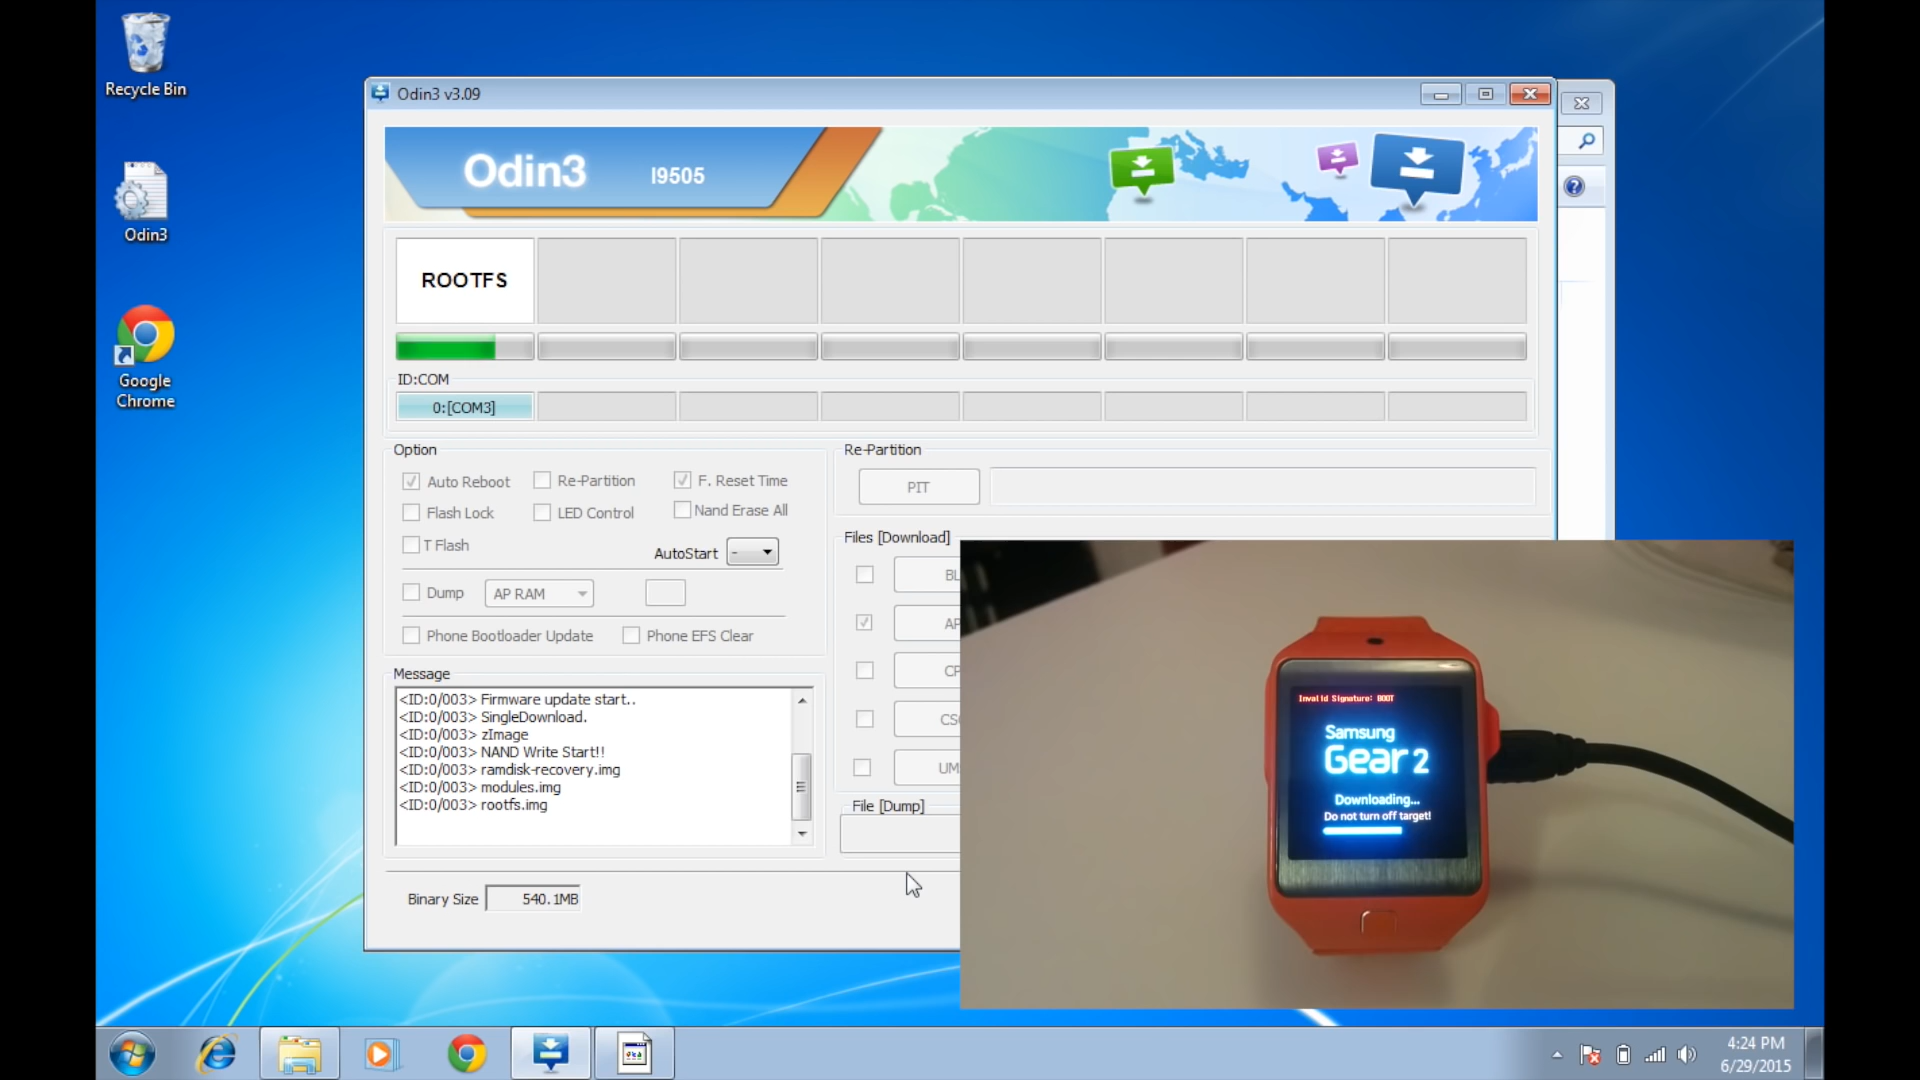 Recycle Bin
Odin3
Google
Chrome
Odin3 v3.09
Odin3 I9505
ROOTFS
ID:COM
0:[COM3]
Option
Auto Reboot
Re-Partition
F. Reset Time
Flash Lock
LED Control
Nand Erase All
T Flash
AutoStart -
Dump
AP RAM
Phone Bootloader Update
Phone EFS Clear
Message
<ID:0/003> Firmware update start..
<ID:0/003> SingleDownload.
<ID:0/003> zImage
<ID:0/003> NAND Write Start!!
<ID:0/003> ramdisk-recovery.img
<ID:0/003> modules.img
<ID:0/003> rootfs.img
Binary Size 540.1MB
Re-Partition
PIT
Files [Download]
BL
AP
CP
CS
UM
File [Dump]
Invalid Signature: BOOT
Samsung
Gear 2
Downloading...
Do not turn off target!
4:24 PM
6/29/2015